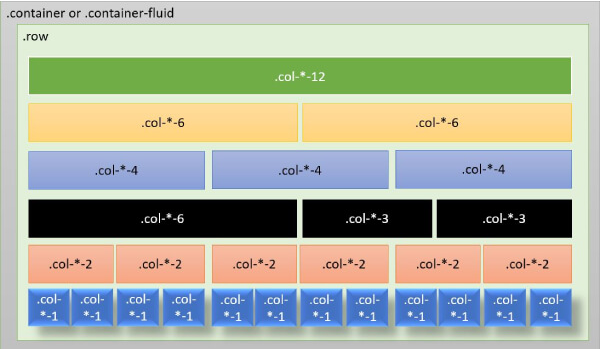 .container or .container-fluid
.row
.col-*-12
.col-*-6 .col-*-6
.col-*-4 .col-*-4 .col-*-4
.col-*-6 .col-*-3 .col-*-3
.col-*-2 .col-*-2 .col-*-2 .col-*-2 .col-*-2 .col-*-2
.col- .col- .col- .col- .col- .col- .col- .col- .col- .col- .col- .col-
*-1 *-1 *-1 *-1 *-1 *-1 *-1 *-1 *-1 *-1 *-1 *-1